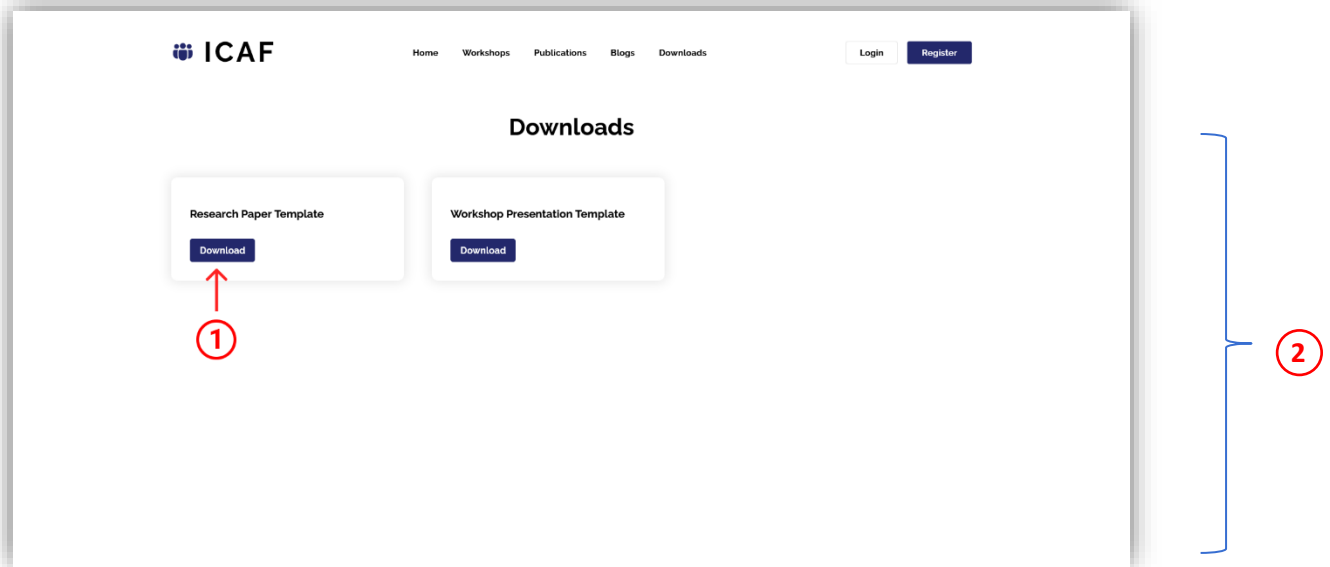 ICAF Home Workshops Publications Blogs Downloads Login Register
Downloads
Research Paper Template
Download
Workshop Presentation Template
Download
1
2